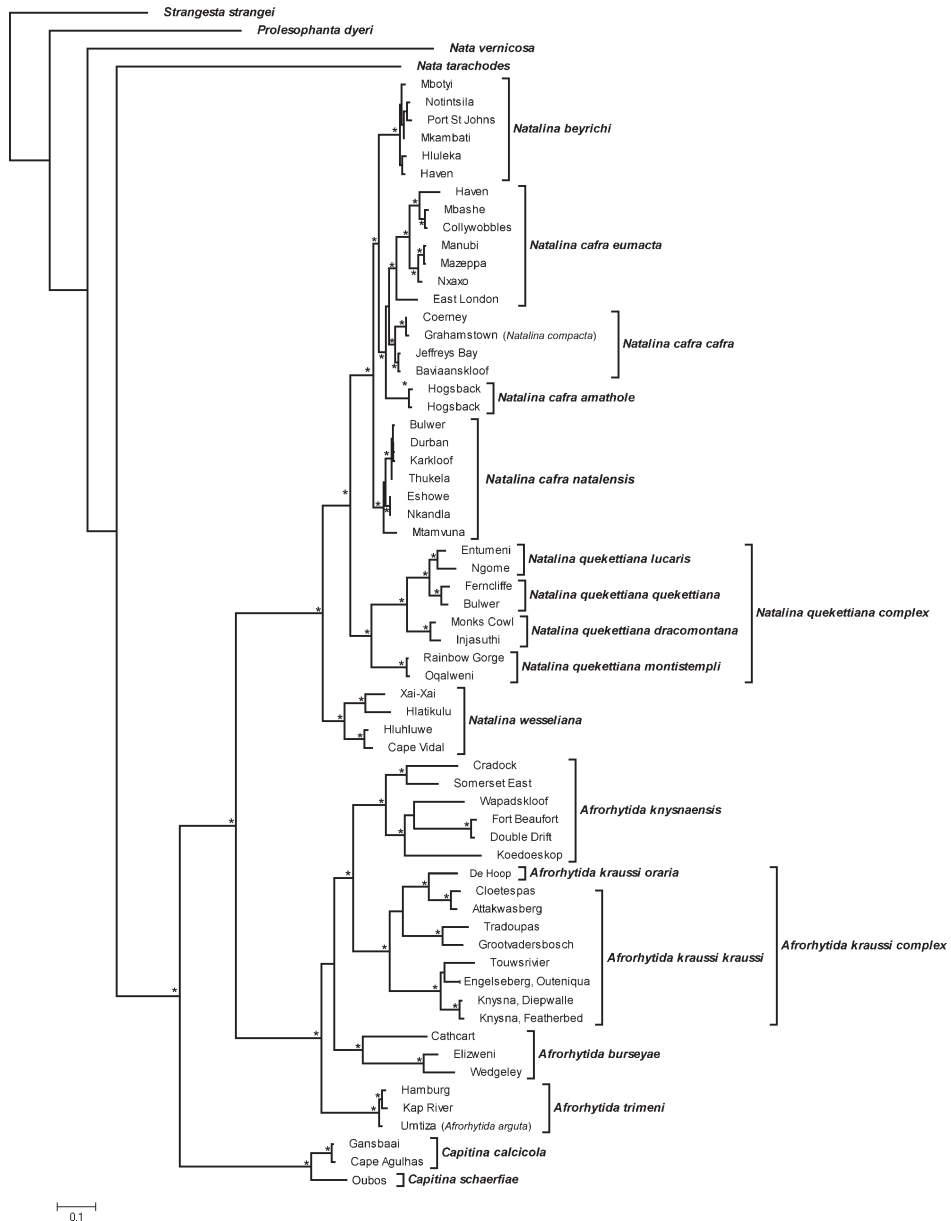 Strangesta strangei
Prolesophanta dyeri
Nata vernicosa
Nata tarachodes
Mbotyi
Notintsila
Port St Johns
Mkambati
Hluleka
Haven
Natalina beyrichi
Haven
Mbashe
Collywobbles
Manubi
Mazeppa
Nxaxo
East London
Natalina cafra eumacta
Coerney
Grahamstown (Natalina compacta)
Jeffreys Bay
Baviaanskloof
Natalina cafra cafra
Hogsback
Hogsback
Natalina cafra amathole
Bulwer
Durban
Karkloof
Thukela
Eshowe
Nkandla
Mtamvuna
Natalina cafra natalensis
Entumeni
Ngome
Natalina quekettiana lucaris
Ferncliffe
Bulwer
Natalina quekettiana quekettiana
Monks Cowl
Injasuthi
Natalina quekettiana dracomontana
Rainbow Gorge
Oqalweni
Natalina quekettiana montistempli
Natalina quekettiana complex
Xai-Xai
Hlatikulu
Hluhluwe
Cape Vidal
Natalina wesseliana
Cradock
Somerset East
Wapadskloof
Fort Beaufort
Double Drift
Koedoeskop
Afrorhytida knysnaensis
De Hoop
Afrorhytida kraussi oraria
Cloetespas
Attakwasberg
Tradoupas
Grootvadersbosch
Touwsrivier
Engelseberg, Outeniqua
Knysna, Diepwalle
Knysna, Featherbed
Afrorhytida kraussi kraussi
Afrorhytida kraussi complex
Cathcart
Elizweni
Wedgeley
Afrorhytida burseyae
Hamburg
Kap River
Umtiza (Afrorhytida arguta)
Afrorhytida trimeni
Gansbaai
Cape Agulhas
Capitina calcicola
Oubos
Capitina schaerfiae
0.1